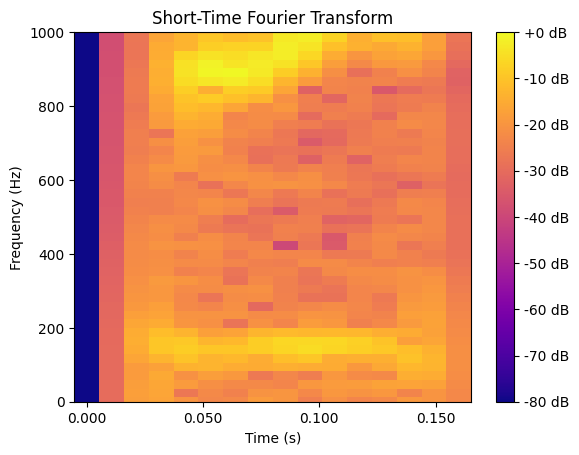 Short-Time Fourier Transform
1000
800
600
400
200
0
Frequency (Hz)
0.000
0.050
0.100
0.150
Time (s)
+0 dB
-10 dB
-20 dB
-30 dB
-40 dB
-50 dB
-60 dB
-70 dB
-80 dB